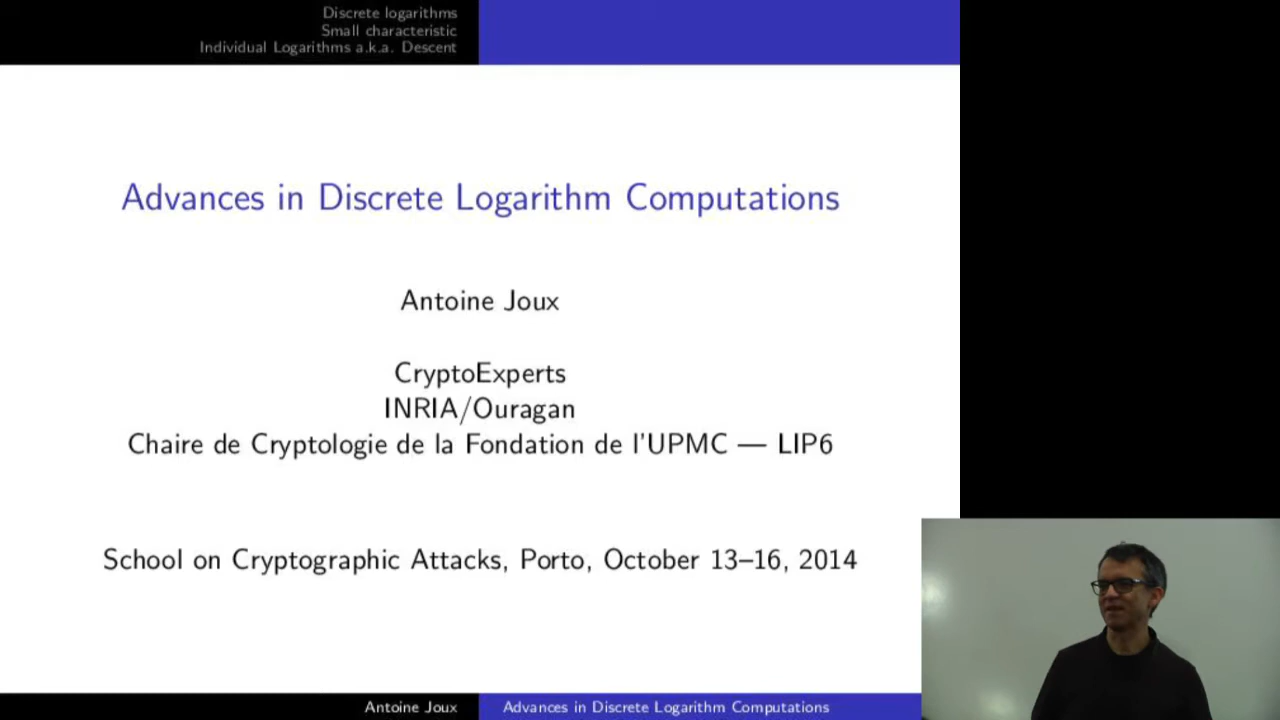 Discrete logarithms
Small characteristic
Individual Logarithms a.k.a. Descent
Advances in Discrete Logarithm Computations
Antoine Joux
CryptoExperts
INRIA/Ouragan
Chaire de Cryptologie de la Fondation de l'UPMC — LIP6
School on Cryptographic Attacks, Porto, October 13–16, 2014
Antoine Joux
Advances in Discrete Logarithm Computations